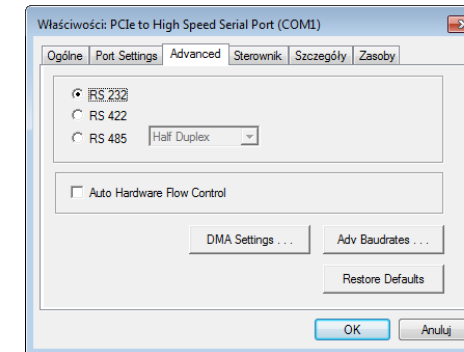 Właściwości: PCIe to High Speed Serial Port (COM1)
Ogólne Port Settings Advanced Sterownik Szczegóły Zasoby
RS 232
RS 422
RS 485 Half Duplex
Auto Hardware Flow Control
DMA Settings . . . Adv Baudrates . . .
Restore Defaults
OK Anuluj